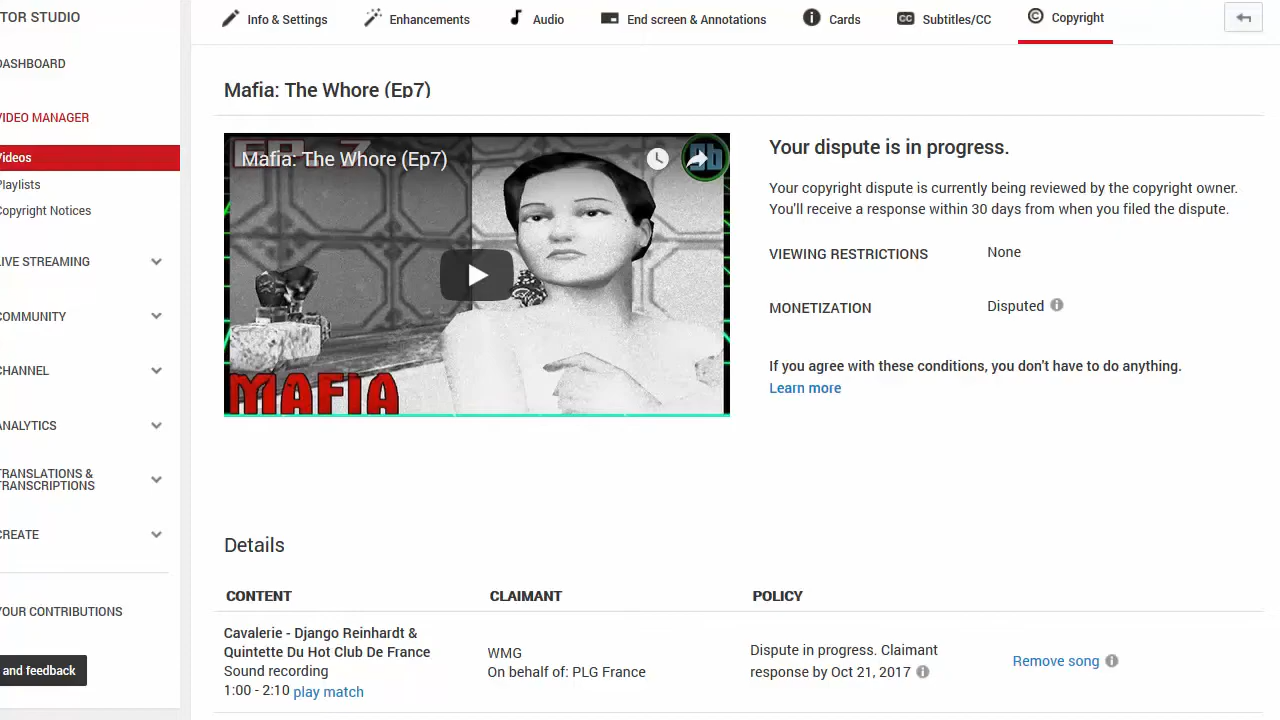 TOR STUDIO
Info & Settings
Enhancements
Audio
End screen & Annotations
Cards
CC
Subtitles/CC
Copyright
DASHBOARD
VIDEO MANAGER
Videos
Playlists
Copyright Notices
LIVE STREAMING
COMMUNITY
CHANNEL
ANALYTICS
TRANSLATIONS &
TRANSCRIPTIONS
CREATE
YOUR CONTRIBUTIONS
and feedback
Mafia: The Whore (Ep7)
EP 7
Mafia: The Whore (Ep7)
MAFIA
Your dispute is in progress.
Your copyright dispute is currently being reviewed by the copyright owner.
You'll receive a response within 30 days from when you filed the dispute.
VIEWING RESTRICTIONS None
MONETIZATION Disputed
If you agree with these conditions, you don't have to do anything.
Learn more
Details
CONTENT CLAIMANT POLICY
Cavalerie - Django Reinhardt &
Quintette Du Hot Club De France
Sound recording
1:00 - 2:10 play match
WMG
On behalf of: PLG France
Dispute in progress. Claimant
response by Oct 21, 2017
Remove song